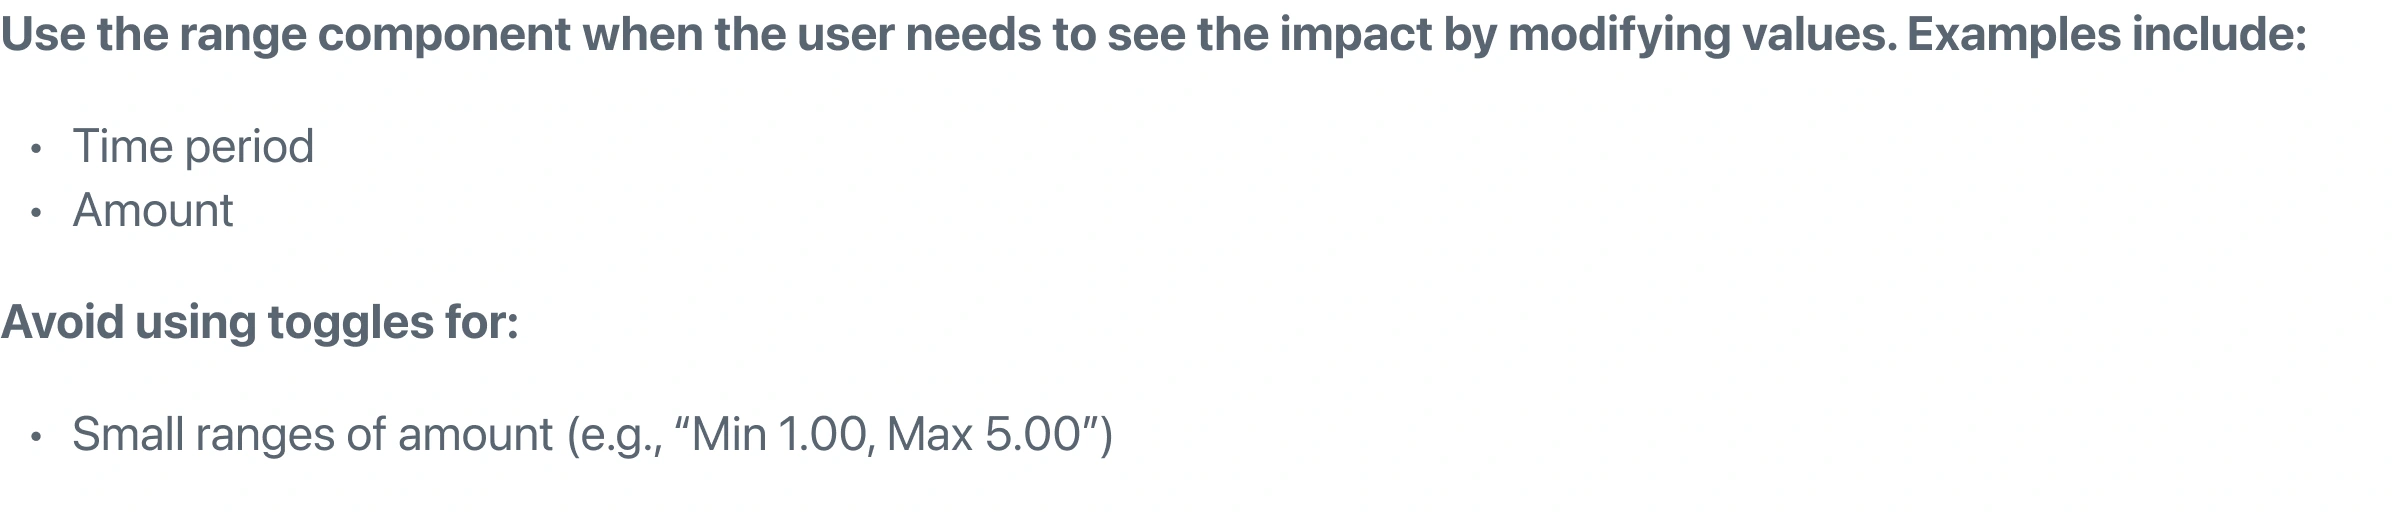 Use the range component when the user needs to see the impact by modifying values. Examples include:
• Time period
• Amount
Avoid using toggles for:
• Small ranges of amount (e.g., “Min 1.00, Max 5.00”)